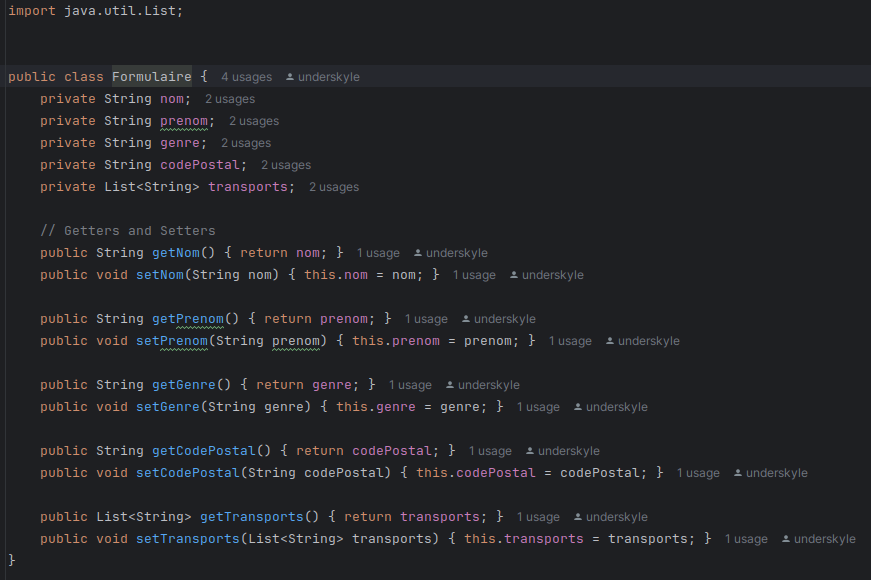 import java.util.List;
public class Formulaire { 4 usages underskyle
private String nom; 2 usages
private String prenom; 2 usages
private String genre; 2 usages
private String codePostal; 2 usages
private List<String> transports; 2 usages
// Getters and Setters
public String getNom() { return nom; } 1 usage underskyle
public void setNom(String nom) { this.nom = nom; } 1 usage underskyle
public String getPrenom() { return prenom; } 1 usage underskyle
public void setPrenom(String prenom) { this.prenom = prenom; } 1 usage underskyle
public String getGenre() { return genre; } 1 usage underskyle
public void setGenre(String genre) { this.genre = genre; } 1 usage underskyle
public String getCodePostal() { return codePostal; } 1 usage underskyle
public void setCodePostal(String codePostal) { this.codePostal = codePostal; } 1 usage underskyle
public List<String> getTransports() { return transports; } 1 usage underskyle
public void setTransports(List<String> transports) { this.transports = transports; } 1 usage underskyle
}